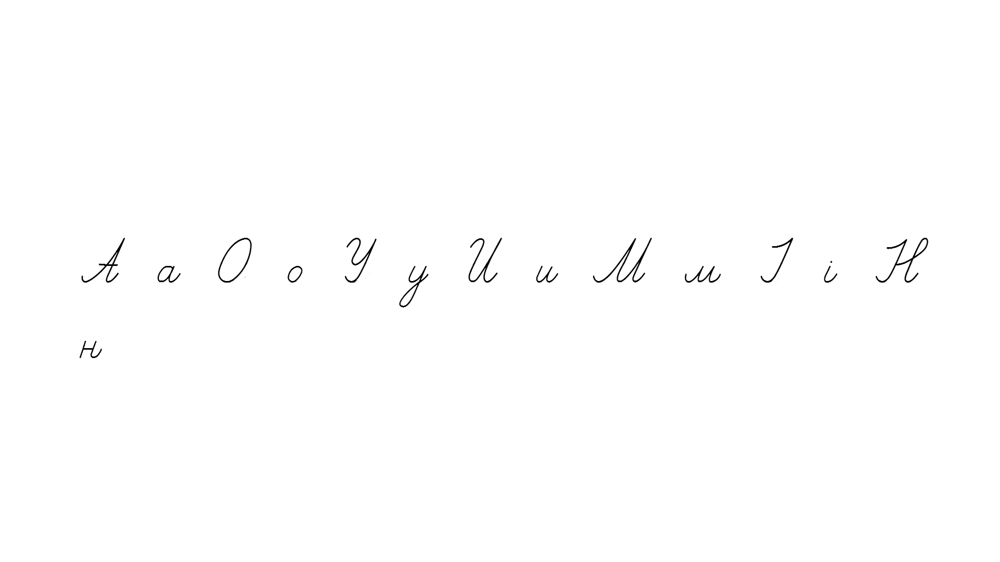 А а О о У у И и М м І і Н
н